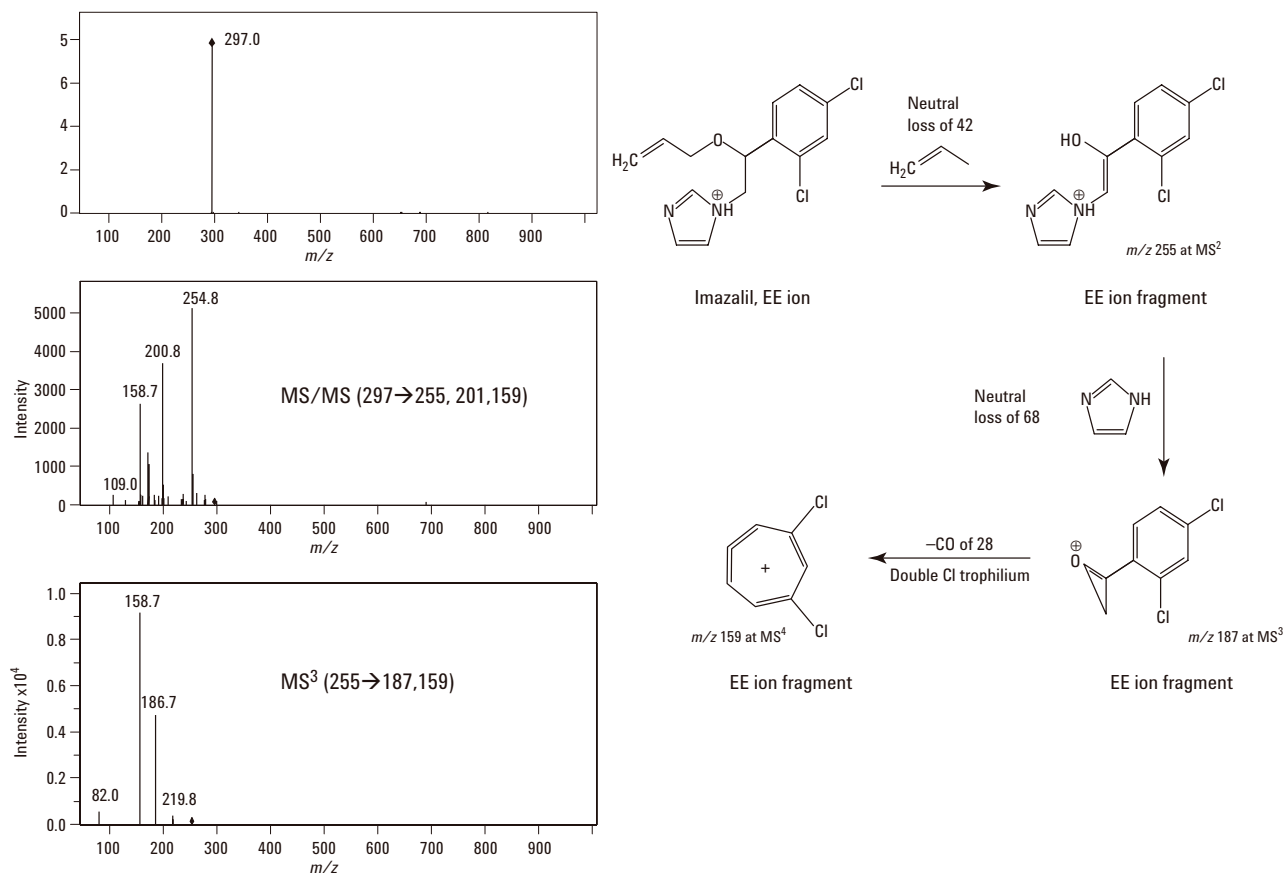 5
6
4
2
0
297.0
100 200 300 400 500 600 700 800 900
m/z
Intensity
5000
4000
3000
2000
1000
0
254.8
200.8
158.7
109.0
MS/MS (297→255, 201,159)
100 200 300 400 500 600 700 800 900
m/z
Intensity x10⁴
1.0
0.8
0.6
0.4
0.2
0.0
158.7
186.7
82.0
219.8
MS³ (255→187,159)
100 200 300 400 500 600 700 800 900
m/z
Cl
O
H₂C
Cl
⊕
N
NH
Imazalil, EE ion
Neutral
loss of 42
H₂C
Cl
HO
Cl
⊕
N
NH
m/z 255 at MS²
EE ion fragment
Neutral
loss of 68
N
NH
Cl
⊕
O
Cl
m/z 187 at MS³
EE ion fragment
–CO of 28
Double Cl trophilium
Cl
+
Cl
m/z 159 at MS⁴
EE ion fragment